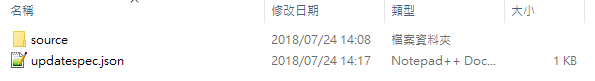 名稱 修改日期 類型 大小
source 2018/07/24 14:08 檔案資料夾
updatespec.json 2018/07/24 14:17 Notepad++ Doc... 1 KB